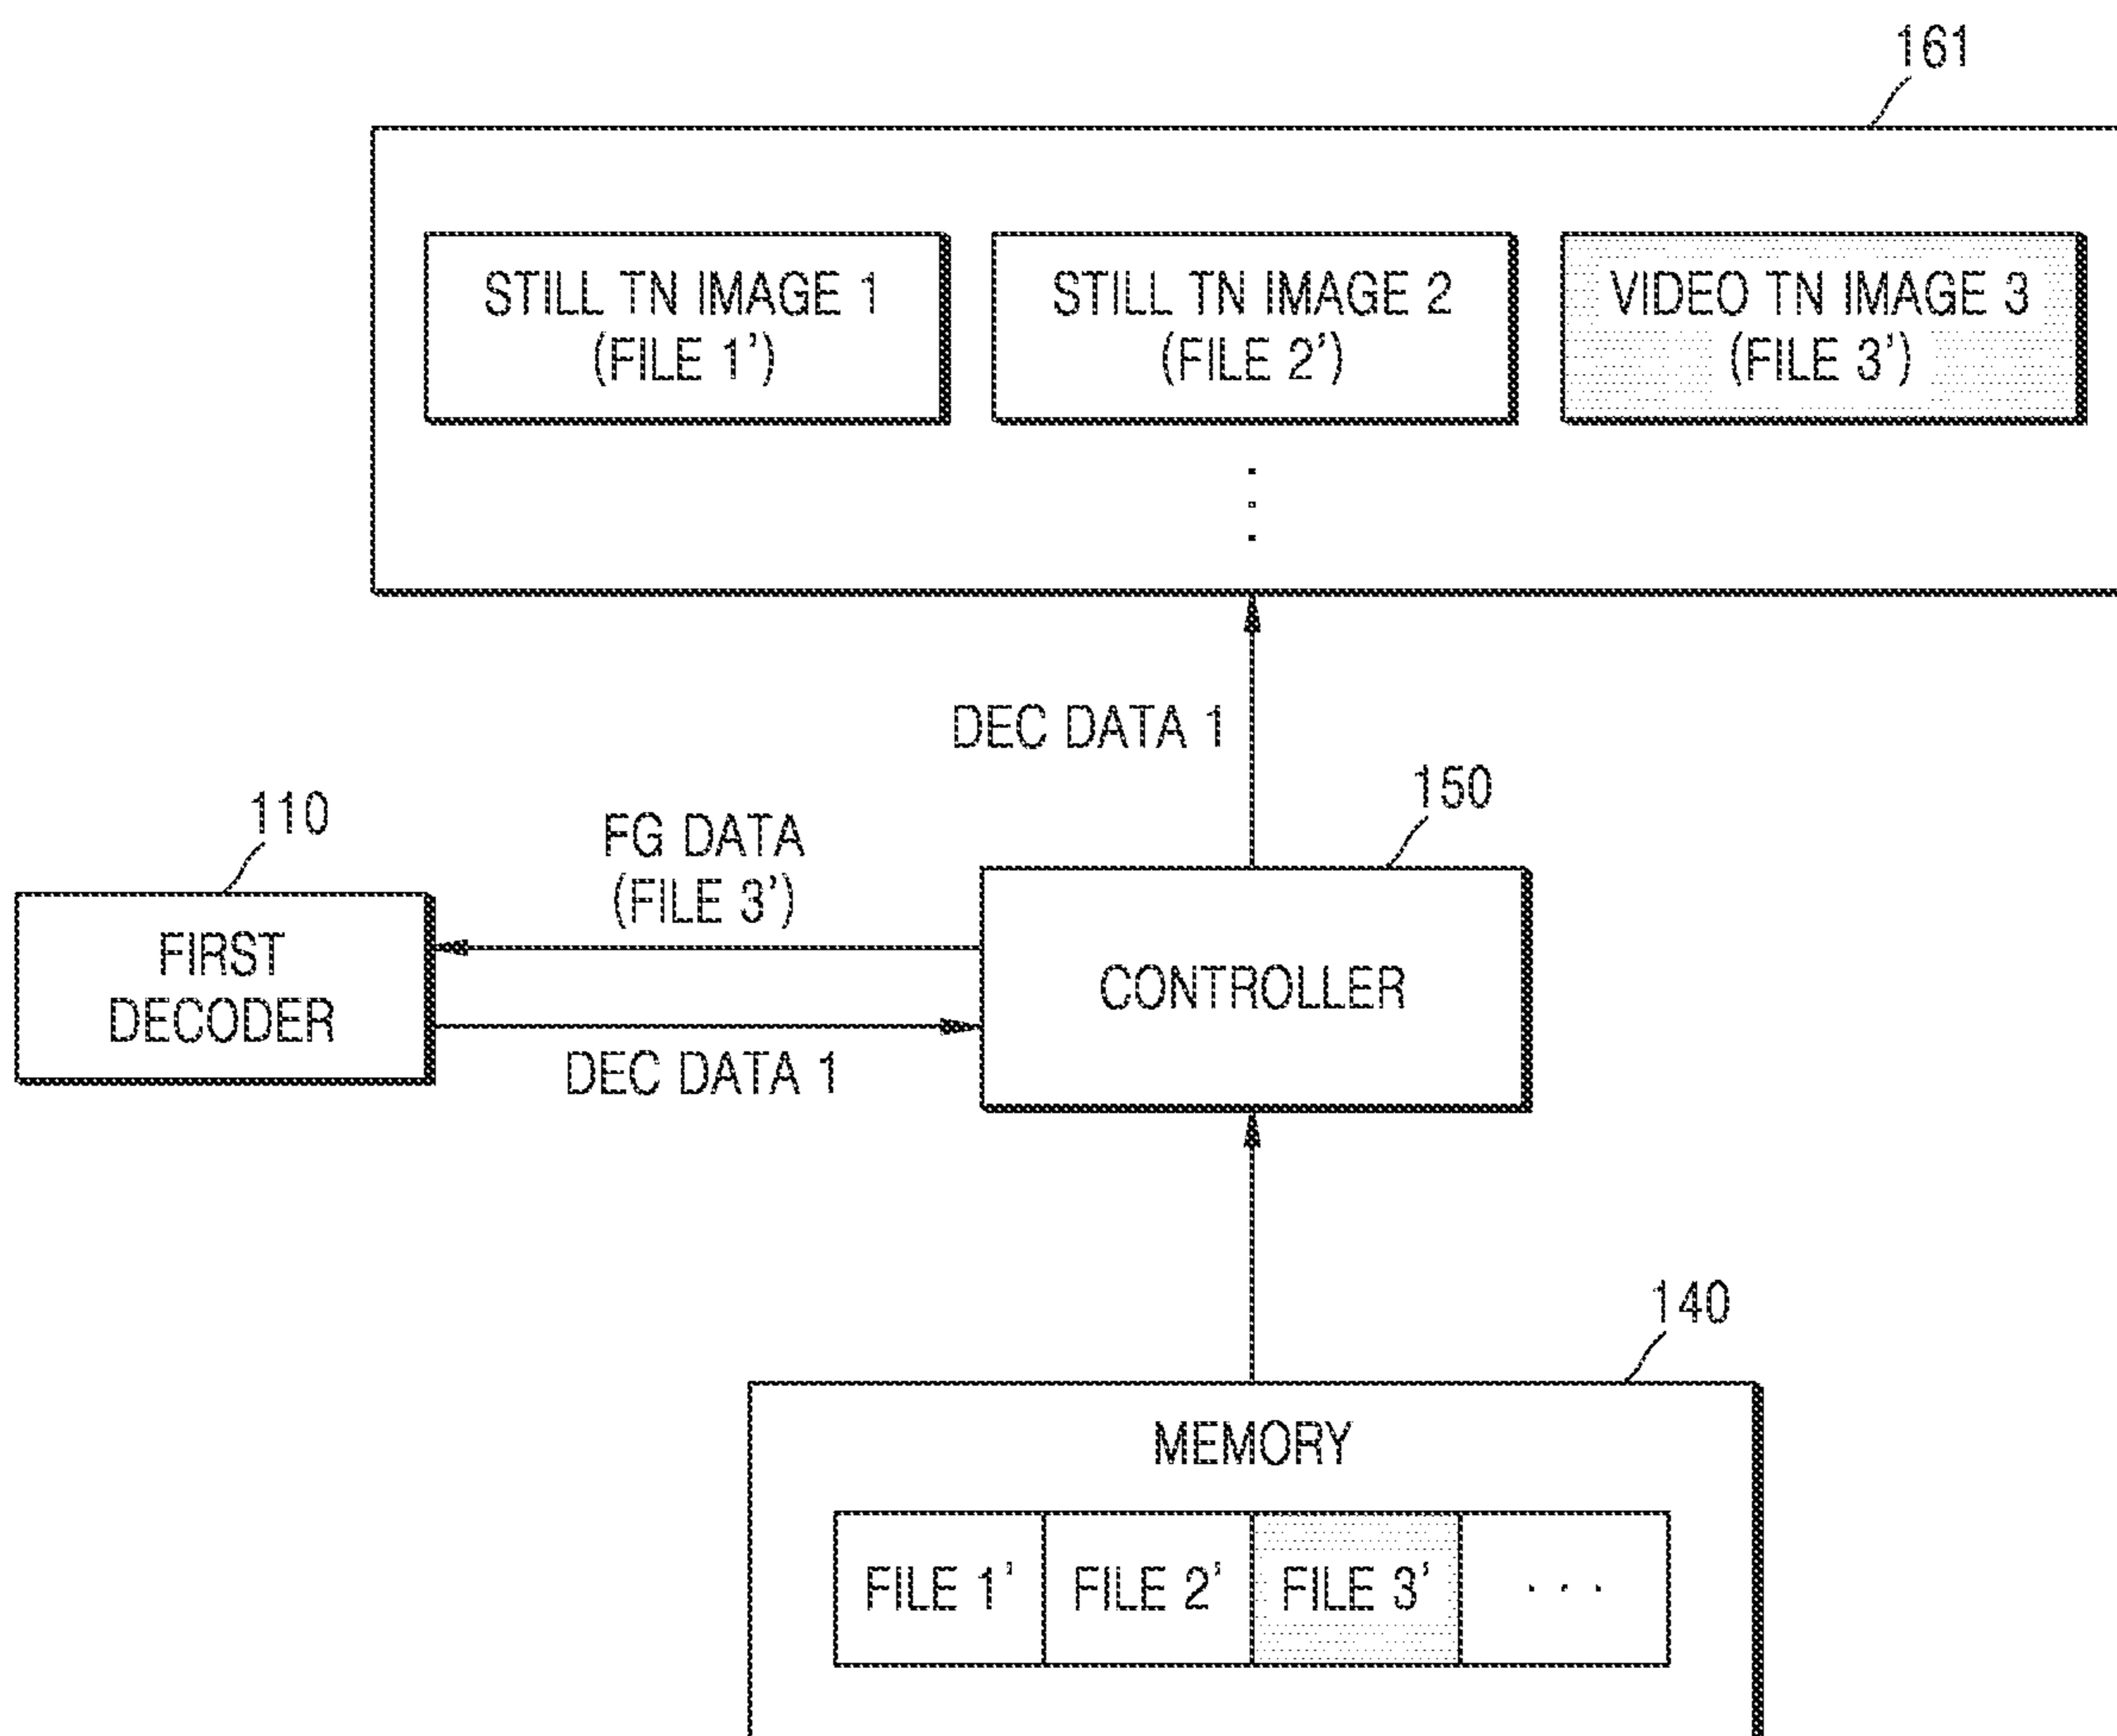 161
STILL TN IMAGE 1
(FILE 1’)
STILL TN IMAGE 2
(FILE 2’)
VIDEO TN IMAGE 3
(FILE 3’)
DEC DATA 1
150
110
FG DATA
(FILE 3’)
FIRST
DECODER
CONTROLLER
DEC DATA 1
140
MEMORY
FILE 1’
FILE 2’
FILE 3’
. . .